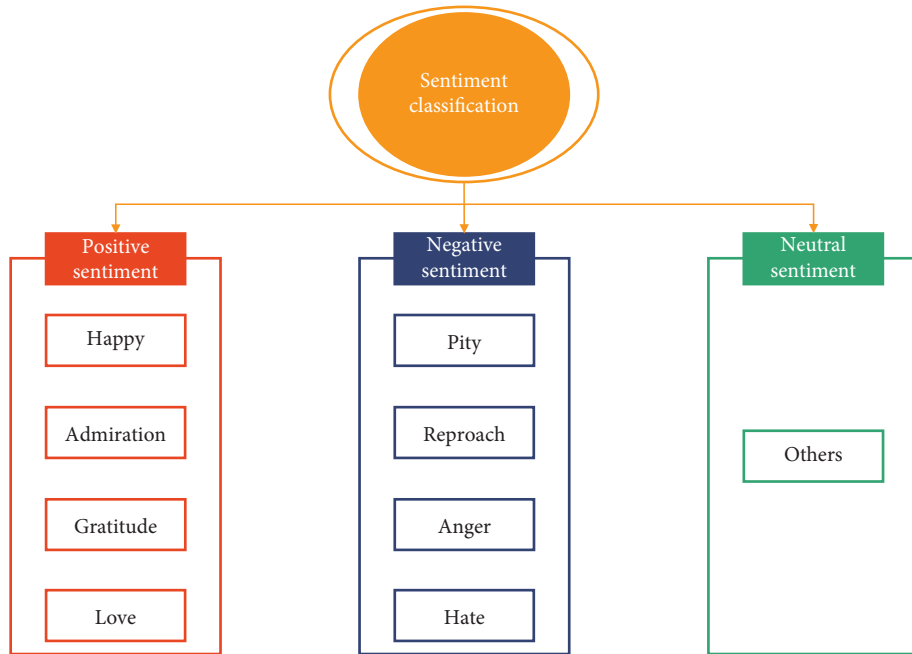 Sentiment
classification
Positive
sentiment
Happy
Admiration
Gratitude
Love
Negative
sentiment
Pity
Reproach
Anger
Hate
Neutral
sentiment
Others